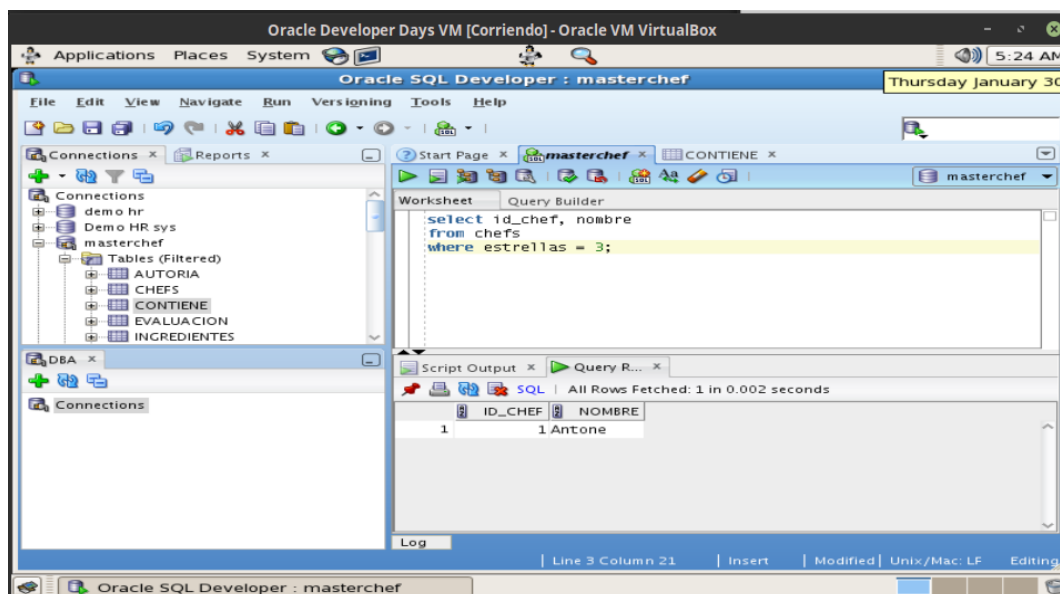 Oracle Developer Days VM [Corriendo] - Oracle VM VirtualBox
Applications Places System 5:24 AM
Oracle SQL Developer : masterchef
Thursday January 30
File Edit View Navigate Run Versioning Tools Help
Connections Reports
Start Page masterchef CONTIENE
masterchef
Connections
demo hr
Demo HR sys
masterchef
Tables (Filtered)
AUTORIA
CHEFS
CONTIENE
EVALUACION
INGREDIENTES
Worksheet Query Builder
select id_chef, nombre
from chefs
where estrellas = 3;
DBA
Connections
Script Output Query R...
SQL | All Rows Fetched: 1 in 0.002 seconds
ID_CHEF NOMBRE
1 1 Antone
Log
Line 3 Column 21 | Insert | Modified | Unix/Mac: LF Editing
Oracle SQL Developer : masterchef